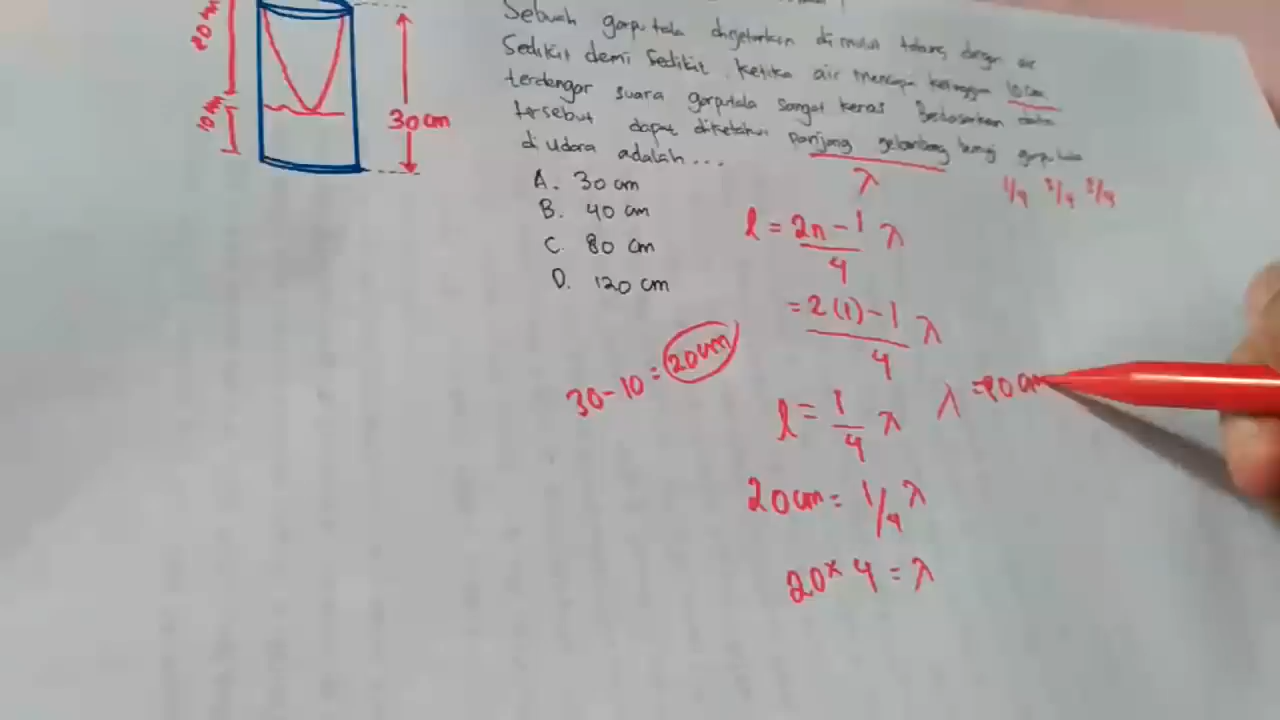 Sebuah garputala digetarkan di mulut tabung dengan air
Sedikit demi Sedikit. ketika air mencapai ketinggian 10 cm
terdengar suara garputala sangat keras Berdasarkan data
tersebut dapat diketahui panjang gelombang bunyi garputala
di udara adalah...
A. 30 cm
B. 40 cm
C. 80 cm
D. 120 cm
20 cm
10 cm
30 cm
λ
1/4 3/4 5/4
l = 2n-1/4 λ
= 2(1)-1/4 λ
30-10 = 20 cm
l = 1/4 λ
λ = 80 cm
20 cm = 1/4 λ
20 x 4 = λ